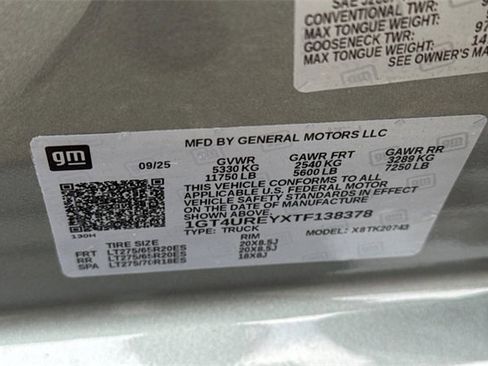 SAE J2807
CONVENTIONAL TWR:
MAX TONGUE WEIGHT:
GOOSENECK TWR:
MAX TONGUE WEIGHT:
SEE OWNER'S MA
gm
gm
MFD BY GENERAL MOTORS LLC
09/25 GVWR GAWR FRT GAWR RR
5330 KG 2540 KG 3289 KG
11750 LB 5600 LB 7250 LB
THIS VEHICLE CONFORMS TO ALL
APPLICABLE U.S. FEDERAL MOTOR
VEHICLE SAFETY STANDARDS IN EFFECT
ON THE DATE OF MANUFACTURE SHOWN ABOVE
1GT4UREYXTF138378
TYPE: TRUCK MODEL: X8TK20743
130H
TIRE SIZE RIM
FRT LT275/65R20ES 20X8.5J
RR LT275/65R20ES 20X8.5J
SPA LT275/70R18ES 18X8J